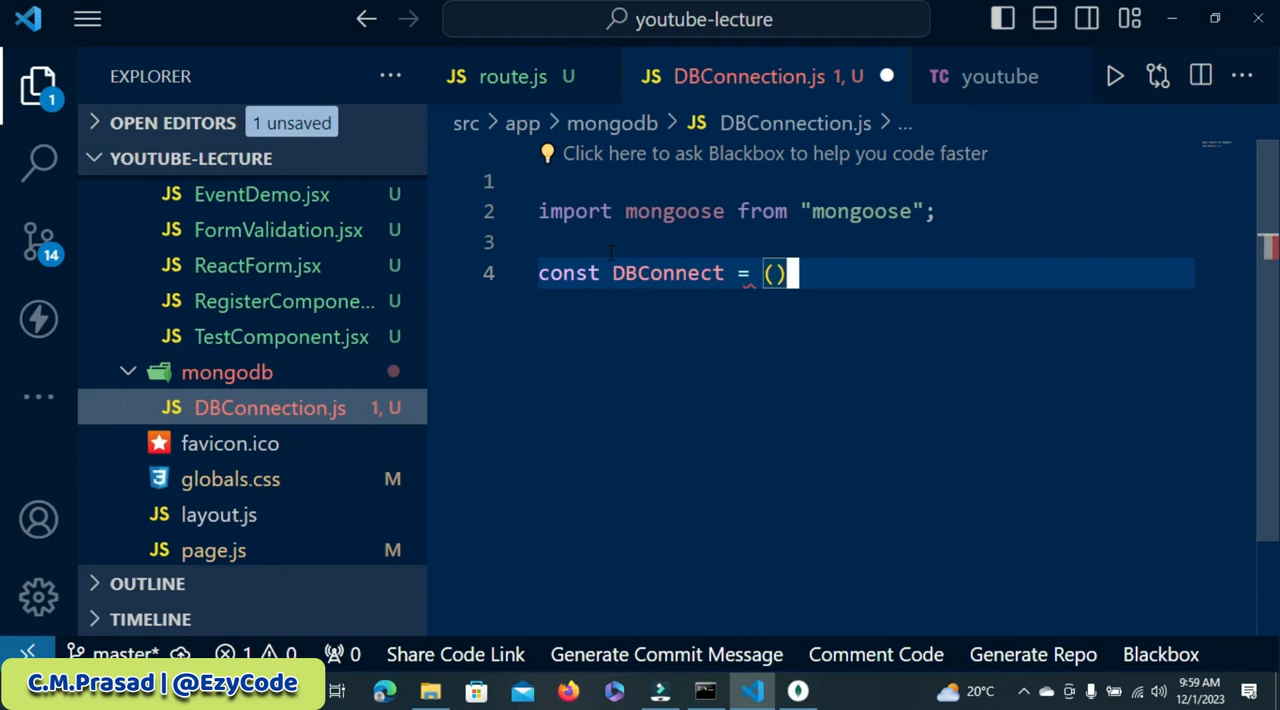 youtube-lecture
EXPLORER
route.js U
DBConnection.js 1, U
TC youtube
1
OPEN EDITORS 1 unsaved
src > app > mongodb > JS DBConnection.js > ...
YOUTUBE-LECTURE
Click here to ask Blackbox to help you code faster
1
2 import mongoose from "mongoose";
3
4 const DBConnect = ()
JS EventDemo.jsx U
JS FormValidation.jsx U
14
JS ReactForm.jsx U
JS RegisterCompone... U
JS TestComponent.jsx U
mongodb
JS DBConnection.js 1, U
favicon.ico
globals.css M
JS layout.js
JS page.js M
OUTLINE
TIMELINE
master* 1 0 0 Share Code Link Generate Commit Message Comment Code Generate Repo Blackbox
C.M.Prasad | @EzyCode
20°C
9:59 AM
12/1/2023